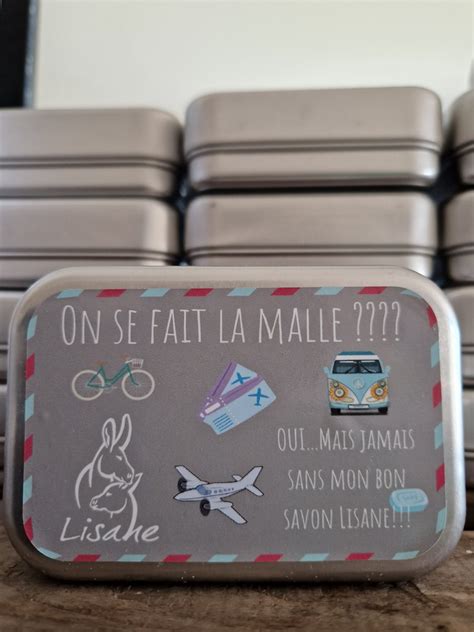 ON SE FAIT LA MALLE ????
OUI...MAIS JAMAIS
SANS MON BON
SAVON LISANE!!!
Lisane